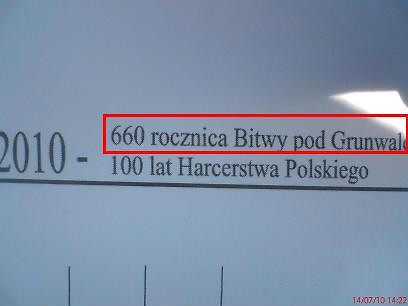 660 rocznica Bitwy pod Grunwald
2010 -
100 lat Harcerstwa Polskiego
14/07/10 14:22